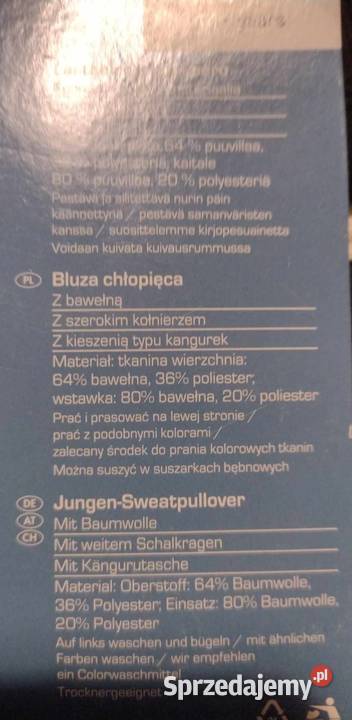 64 % puuvillaa,
kaitale
80 % puuvillaa, 20 % polyesteriä
Pestävä ja silitettävä nurin päin
käännettynä / pestävä samanväristen
kanssa / suosittelemme kirjopesuainetta
Voidaan kuivata kuivausrummussa
PL Bluza chłopięca
Z bawełną
Z szerokim kołnierzem
Z kieszenią typu kangurek
Materiał: tkanina wierzchnia:
64% bawełna, 36% poliester;
wstawka: 80% bawełna, 20% poliester
Prać i prasować na lewej stronie /
prać z podobnymi kolorami /
zalecany środek do prania kolorowych tkanin
Można suszyć w suszarkach bębnowych
DE Jungen-Sweatpullover
AT Mit Baumwolle
CH Mit weitem Schalkragen
Mit Kängurutasche
Material: Oberstoff: 64% Baumwolle,
36% Polyester; Einsatz: 80% Baumwolle,
20% Polyester
Auf links waschen und bügeln / mit ähnlichen
Farben waschen / wir empfehlen
ein Colorwaschmittel
Trocknergeeignet
Sprzedajemy.pl